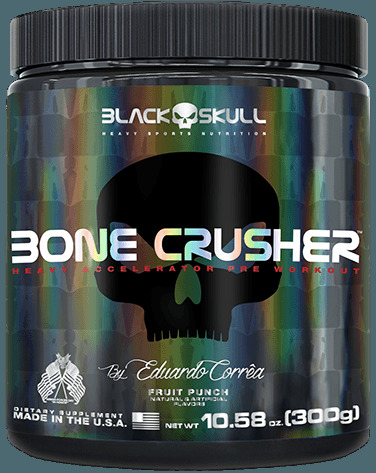 BLACK SKULL
HEAVY SPORTS NUTRITION
BONE CRUSHER™
HEAVY ACCELERATOR PRE WORKOUT
By Eduardo Corrêa
FRUIT PUNCH
NATURAL & ARTIFICIAL
FLAVORS
DIETARY SUPPLEMENT
MADE IN THE U.S.A.
NET WT 10.58 oz. (300g)